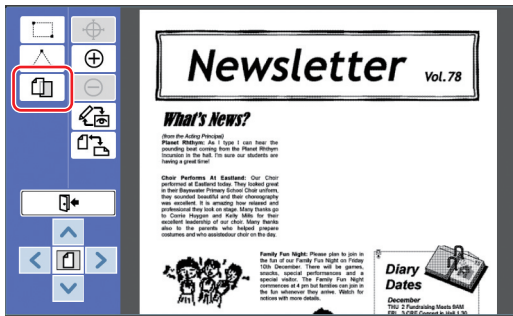 Newsletter Vol. 78
What's News?
(from the Acting Principal)
Planet Rhthym: As I type I can hear the
pounding beat coming from the Planet Rhthym
Incursion in the hall. I'm sure our students are
having a great time!
Choir Performs At Eastland: Our Choir
performed at Eastland today. They looked great
in their Bayswater Primary School Choir uniform,
they sounded beautiful and their choreography
was excellent. It is amazing how relaxed and
professional they look on stage. Many thanks go
to Corrie Huygen and Kelly Mills for their
excellent leadership of our choir. Many thanks
also to the parents who helped prepare
costumes and who assistedour choir on the day.
Family Fun Night: Please plan to join in
the fun of our Family Fun Night on Friday
10th December. There will be games,
snacks, special performances and a
special visitor. The Family Fun Night
commences at 4 pm but families can join in
the fun whenever they arrive. Watch for
notices with more details.
Diary
Dates
December
THU 2 Fundraising Meets 9AM